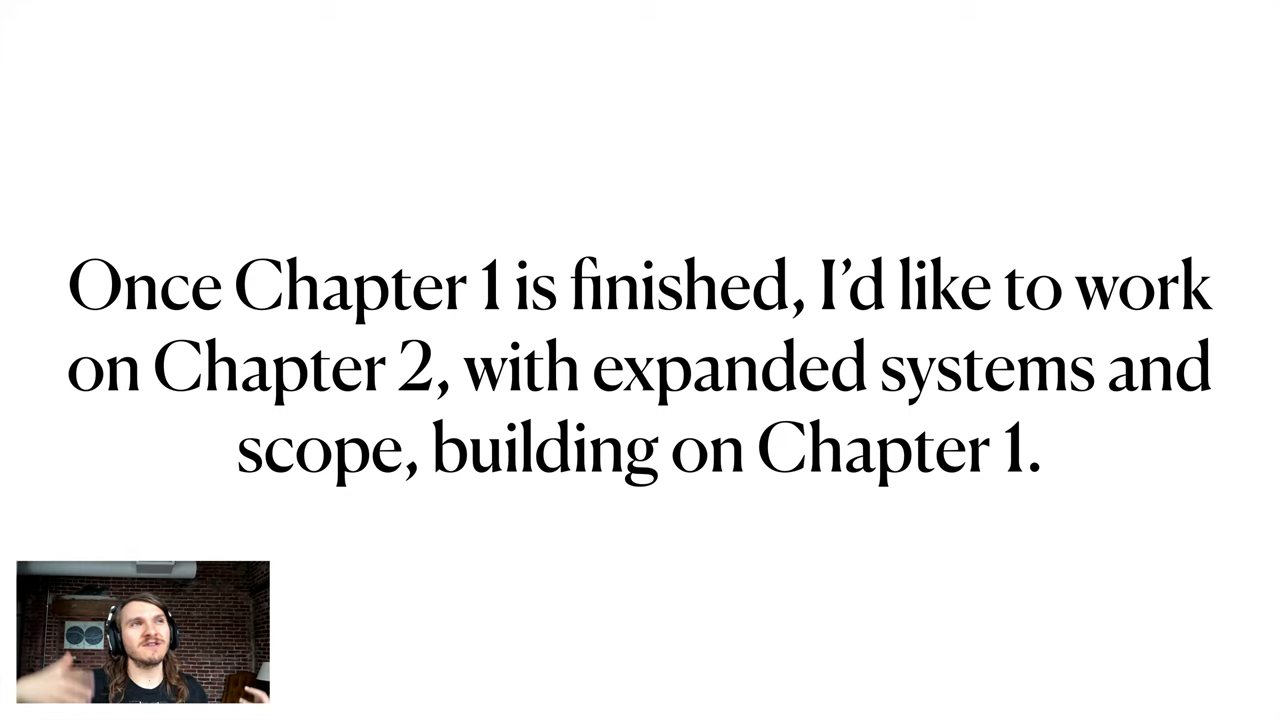 Once Chapter 1 is finished, I’d like to work
on Chapter 2, with expanded systems and
scope, building on Chapter 1.